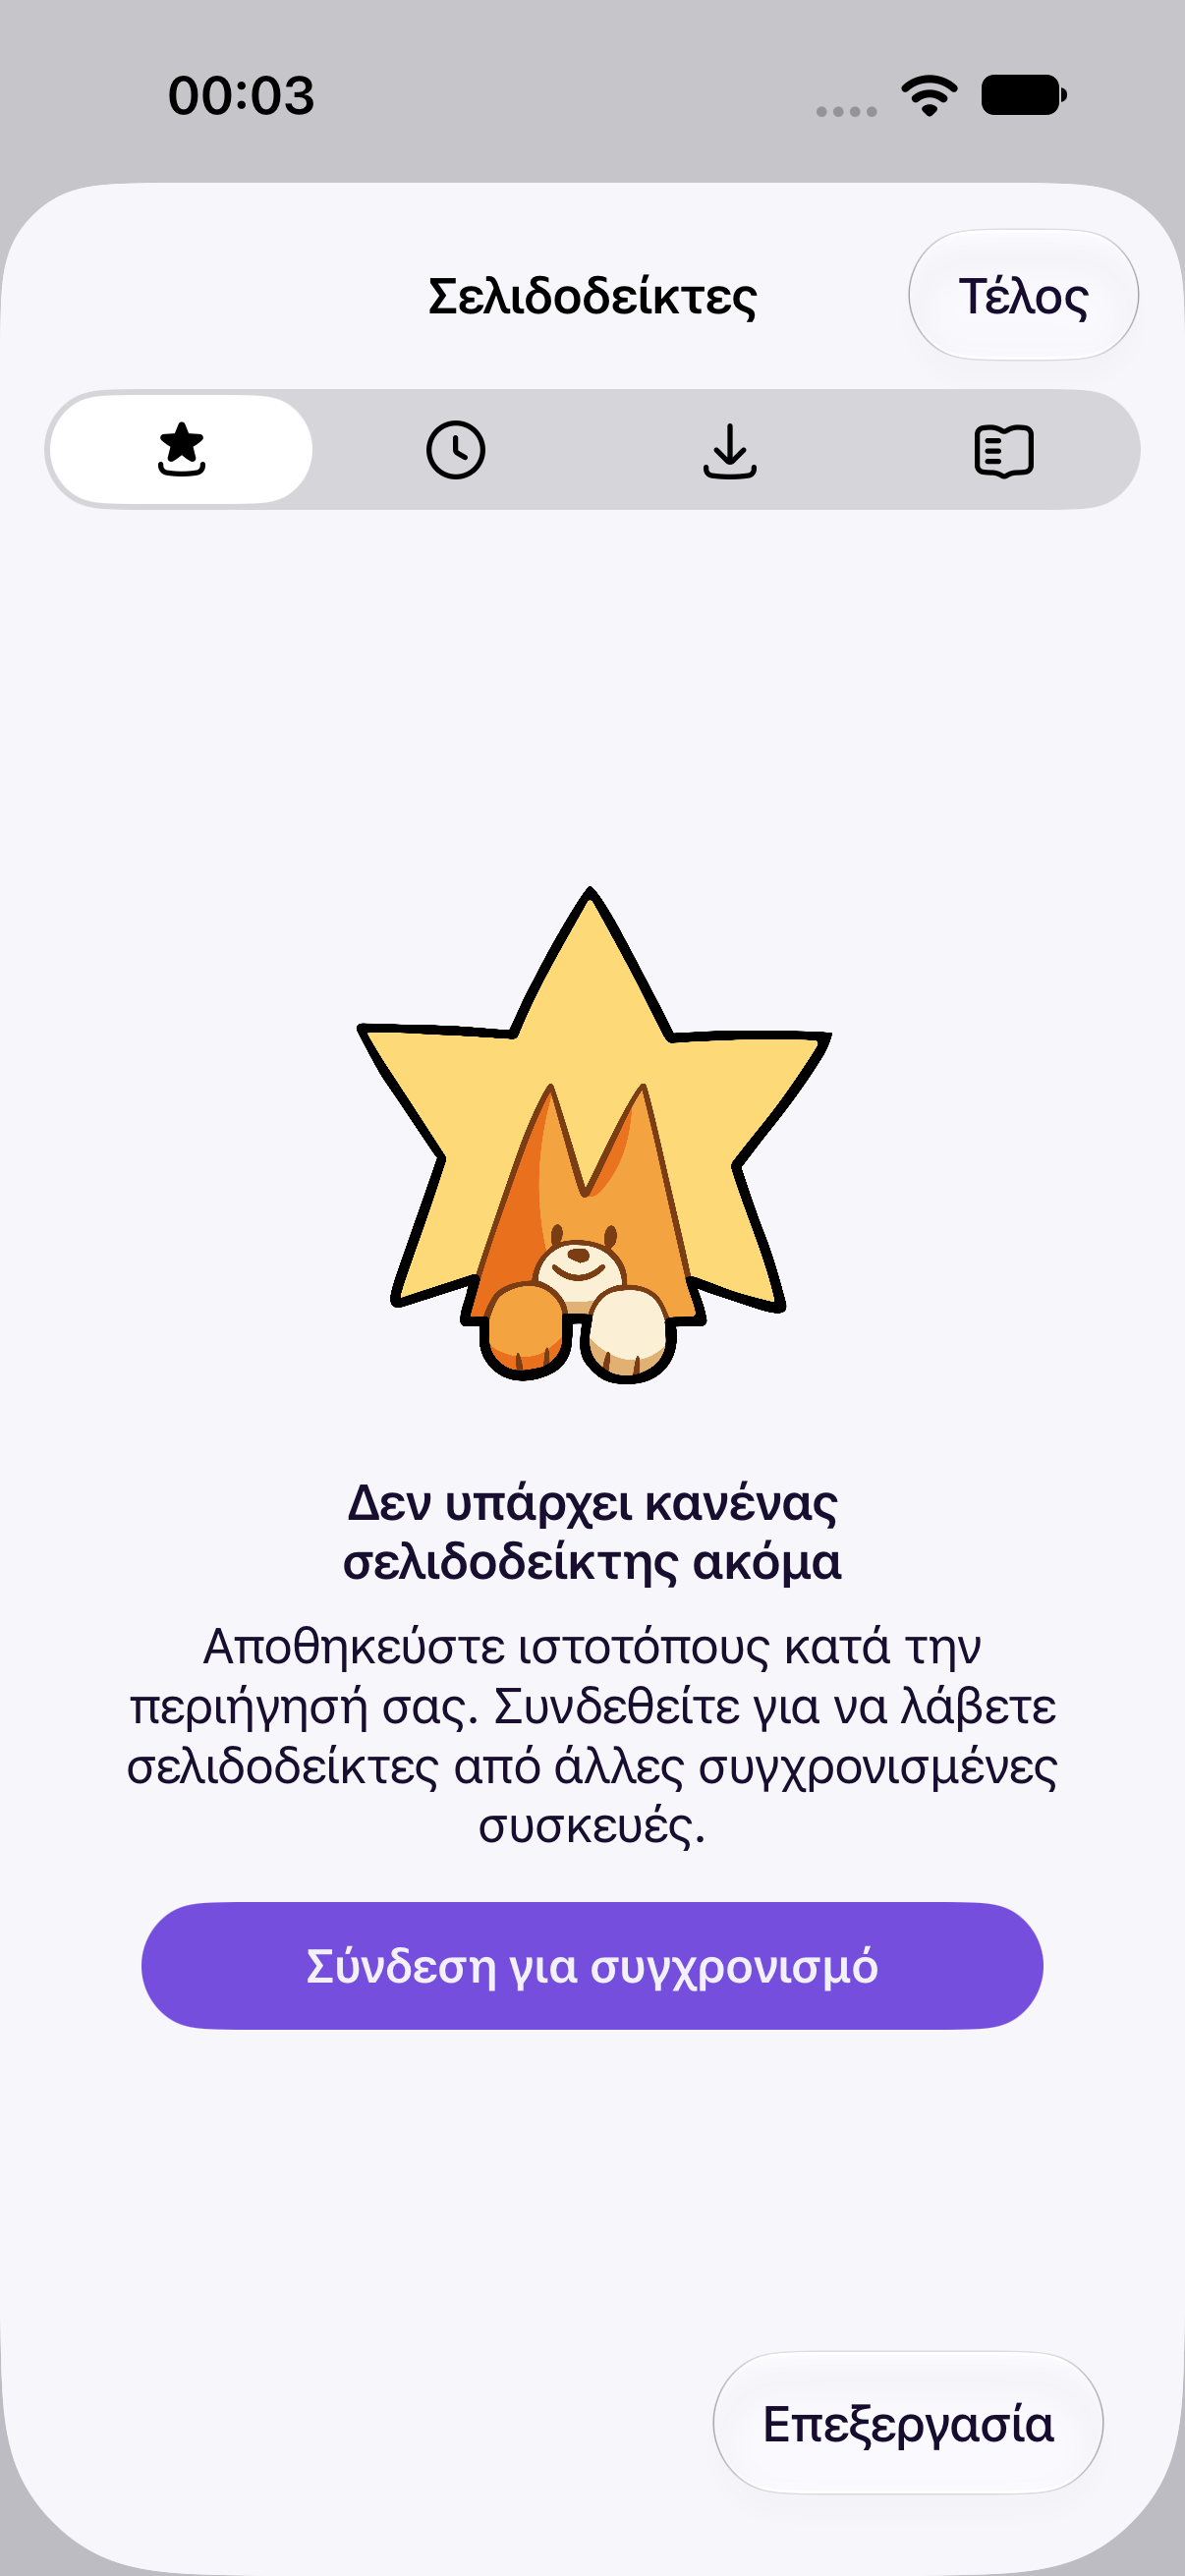 00:03
Σελιδοδείκτες
Τέλος
Δεν υπάρχει κανένας
σελιδοδείκτης ακόμα
Αποθηκεύστε ιστοτόπους κατά την
περιήγησή σας. Συνδεθείτε για να λάβετε
σελιδοδείκτες από άλλες συγχρονισμένες
συσκευές.
Σύνδεση για συγχρονισμό
Επεξεργασία